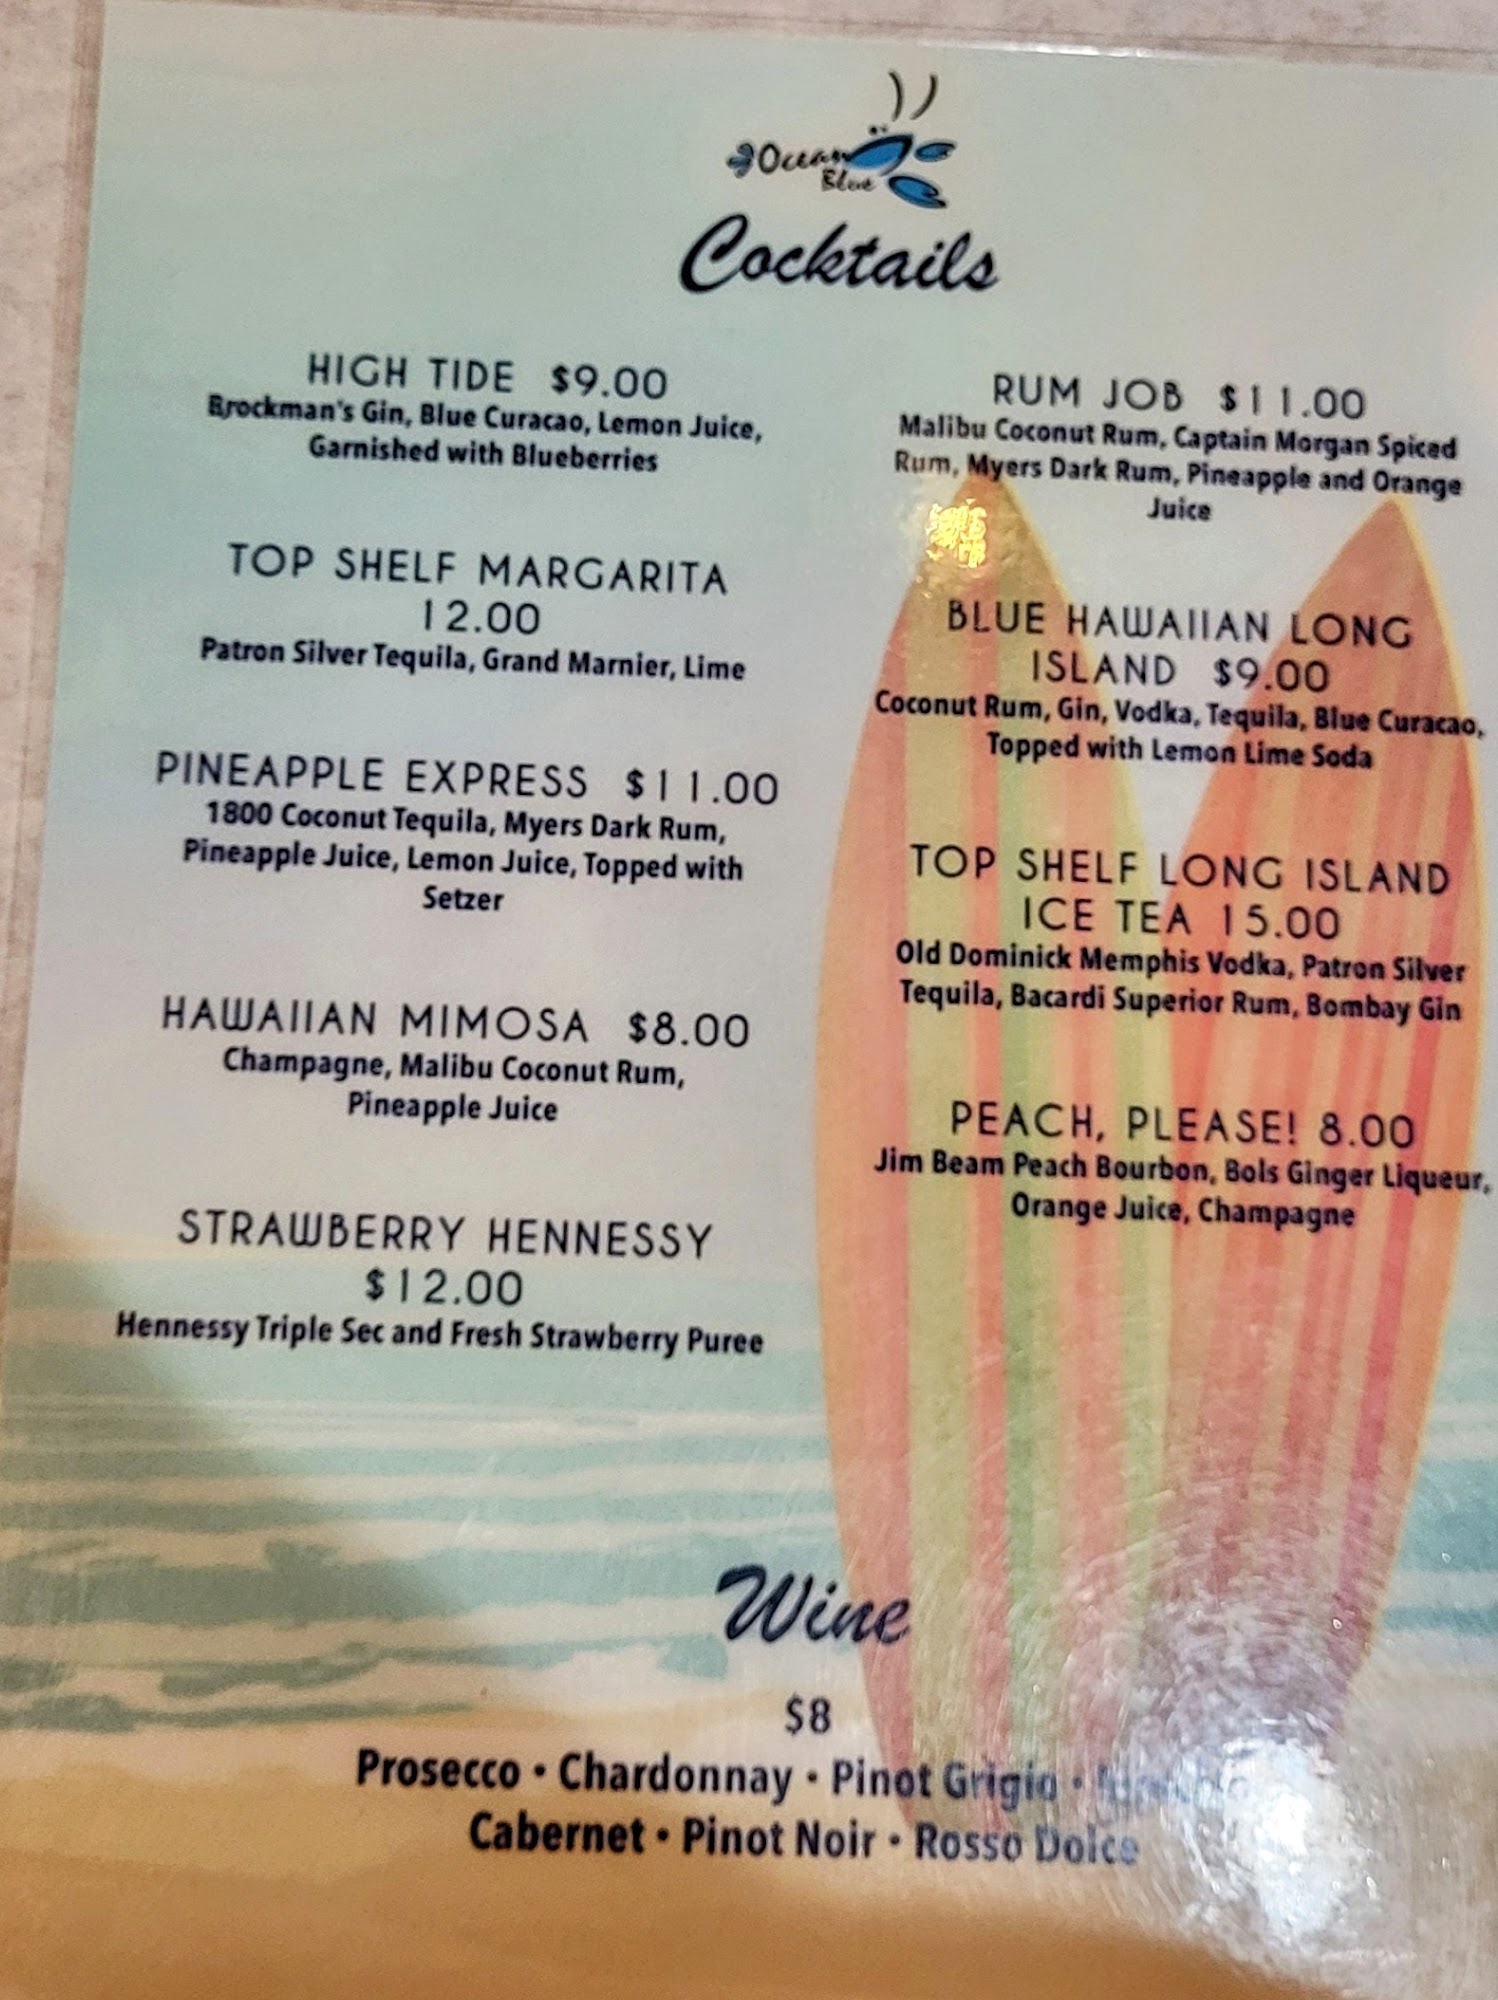 Ocean
Blue
Cocktails
HIGH TIDE $9.00
Brockman's Gin, Blue Curacao, Lemon Juice,
Garnished with Blueberries
TOP SHELF MARGARITA
12.00
Patron Silver Tequila, Grand Marnier, Lime
PINEAPPLE EXPRESS $11.00
1800 Coconut Tequila, Myers Dark Rum,
Pineapple Juice, Lemon Juice, Topped with
Setzer
HAWAIIAN MIMOSA $8.00
Champagne, Malibu Coconut Rum,
Pineapple Juice
STRAWBERRY HENNESSY
$12.00
Hennessy Triple Sec and Fresh Strawberry Puree
RUM JOB $11.00
Malibu Coconut Rum, Captain Morgan Spiced
Rum, Myers Dark Rum, Pineapple and Orange
Juice
BLUE HAWAIIAN LONG
ISLAND $9.00
Coconut Rum, Gin, Vodka, Tequila, Blue Curacao,
Topped with Lemon Lime Soda
TOP SHELF LONG ISLAND
ICE TEA 15.00
Old Dominick Memphis Vodka, Patron Silver
Tequila, Bacardi Superior Rum, Bombay Gin
PEACH, PLEASE! 8.00
Jim Beam Peach Bourbon, Bols Ginger Liqueur,
Orange Juice, Champagne
Wine
$8
Prosecco • Chardonnay • Pinot Grigio •
Cabernet • Pinot Noir • Rosso Dolce